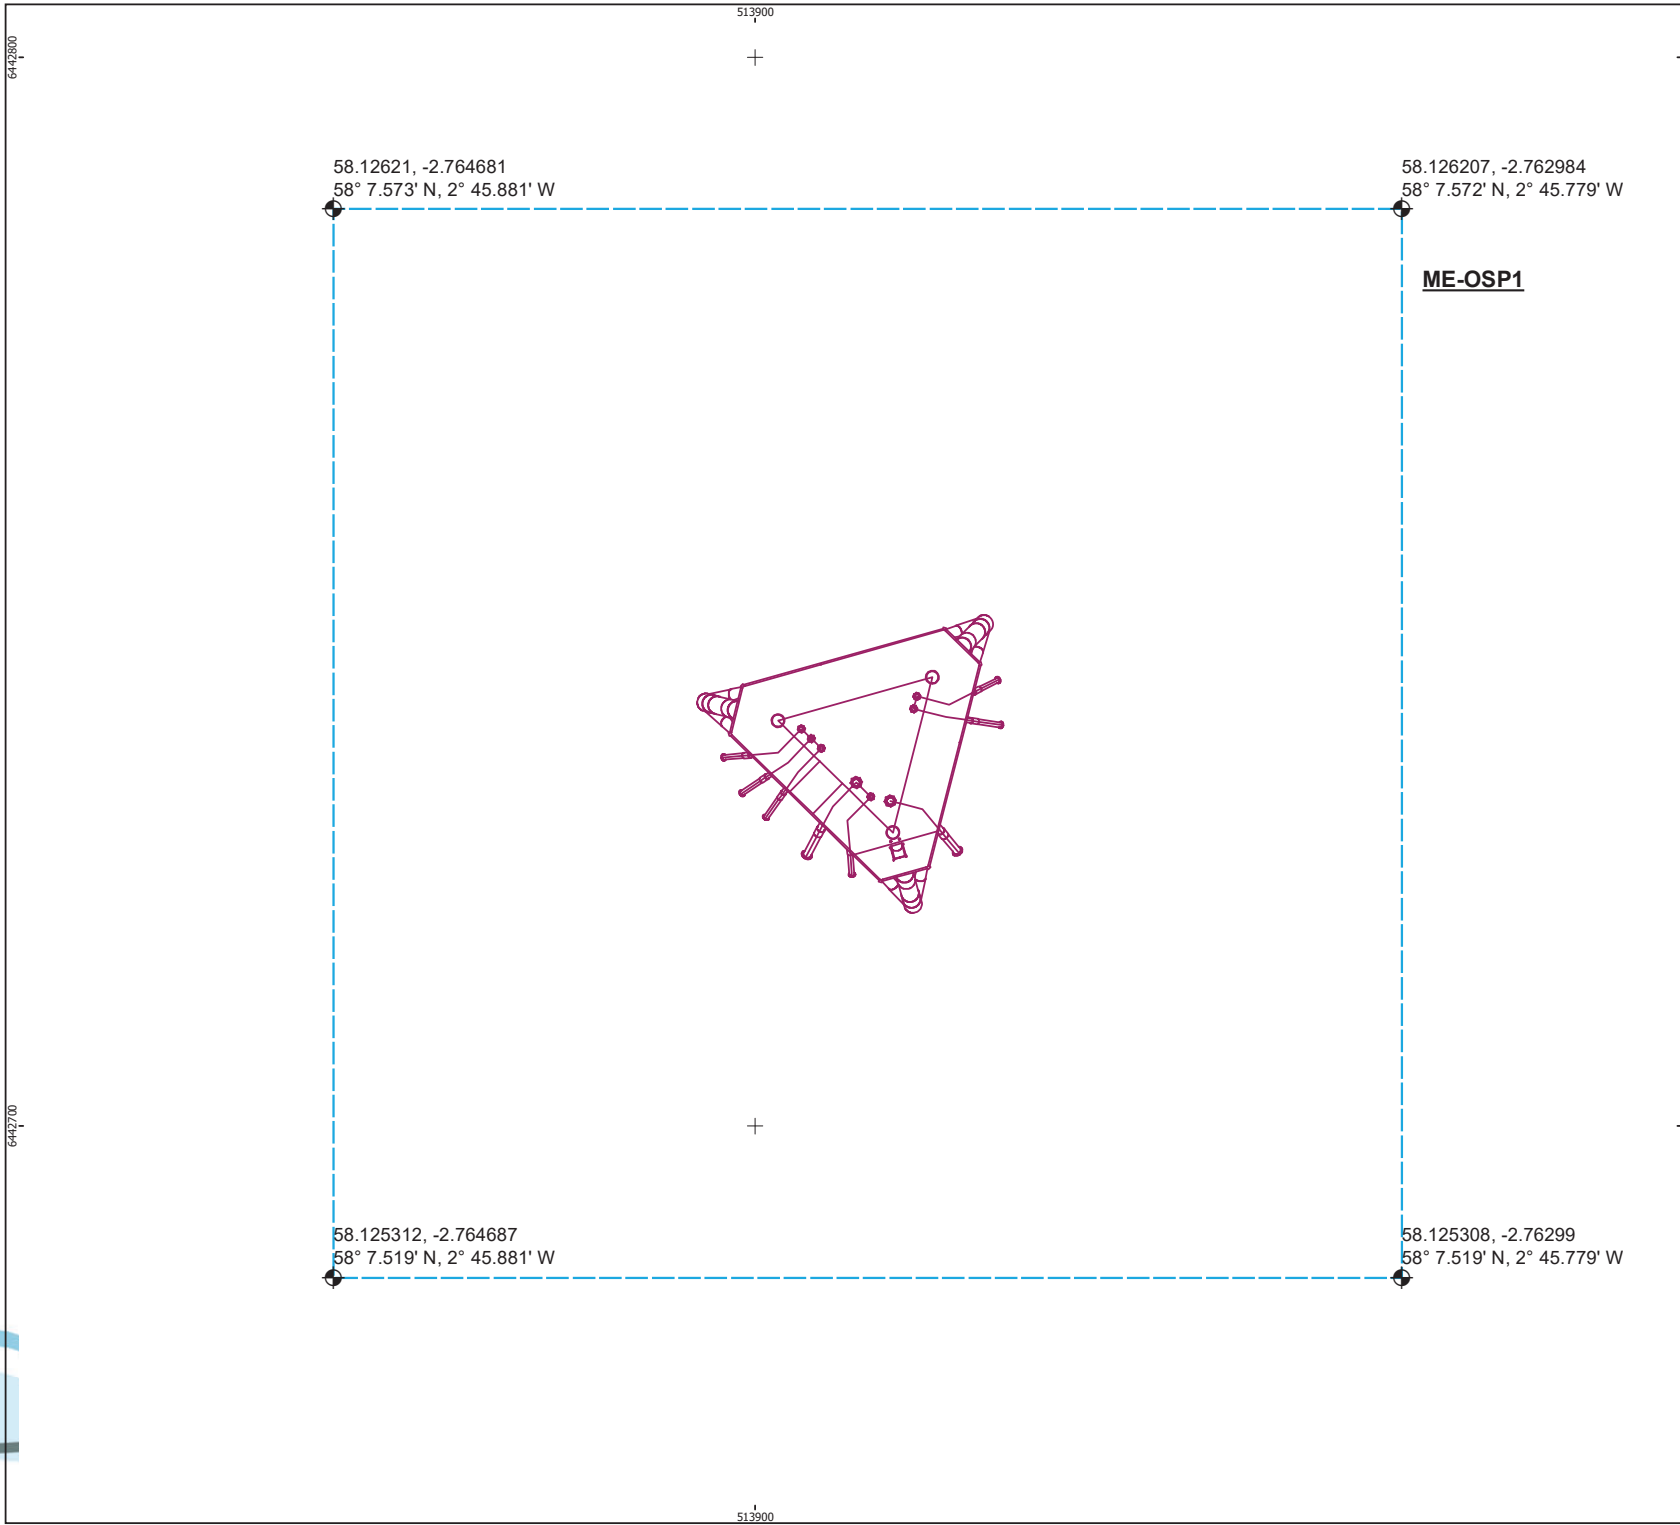 513900
6442800
58.12621, -2.764681
58° 7.573' N, 2° 45.881' W
58.126207, -2.762984
58° 7.572' N, 2° 45.779' W
ME-OSP1
6442700
58.125312, -2.764687
58° 7.519' N, 2° 45.881' W
58.125308, -2.76299
58° 7.519' N, 2° 45.779' W
513900